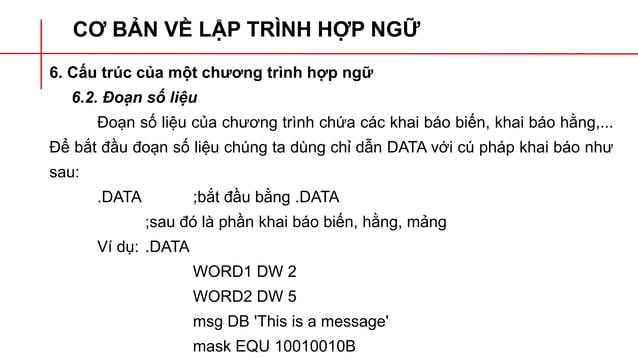 CƠ BẢN VỀ LẬP TRÌNH HỢP NGỮ
6. Cấu trúc của một chương trình hợp ngữ
6.2. Đoạn số liệu
Đoạn số liệu của chương trình chứa các khai báo biến, khai báo hằng,...
Để bắt đầu đoạn số liệu chúng ta dùng chỉ dẫn DATA với cú pháp khai báo như
sau:
.DATA ;bắt đầu bằng .DATA
;sau đó là phần khai báo biến, hằng, mảng
Ví dụ: .DATA
WORD1 DW 2
WORD2 DW 5
msg DB 'This is a message'
mask EQU 10010010B